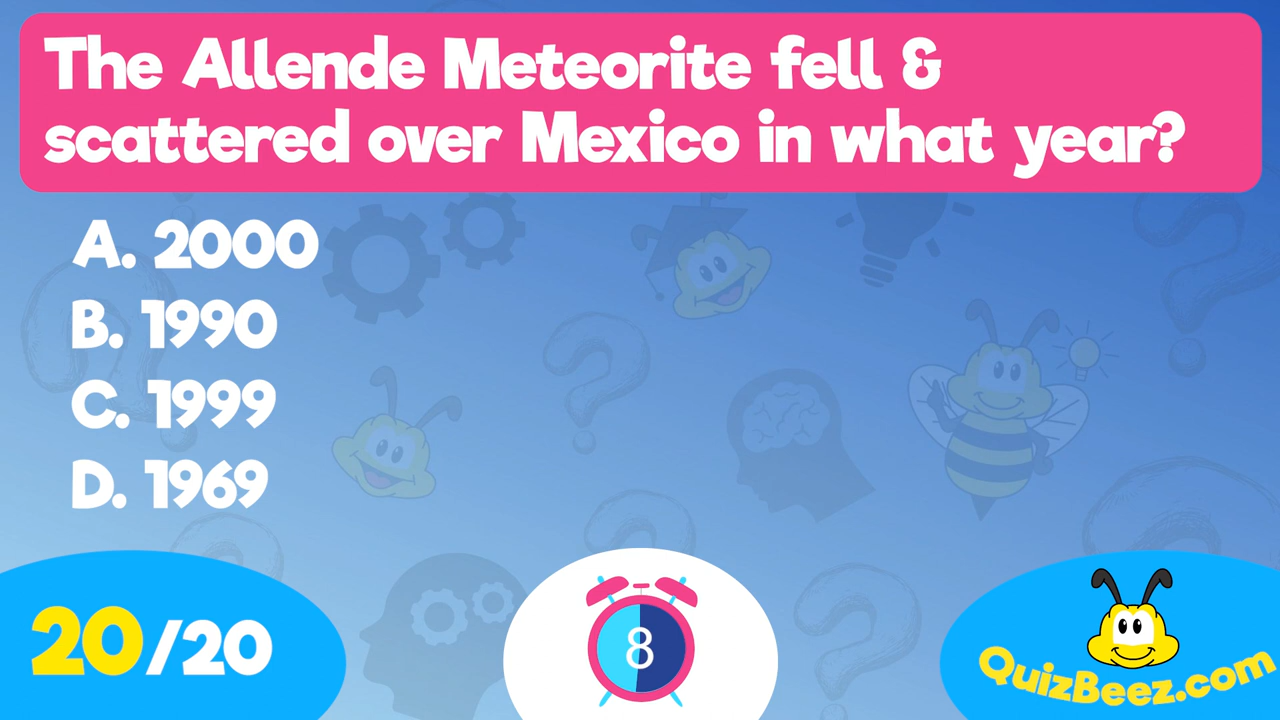 The Allende Meteorite fell &
scattered over Mexico in what year?
A. 2000
B. 1990
C. 1999
D. 1969
20/20
8
QuizBeez.com